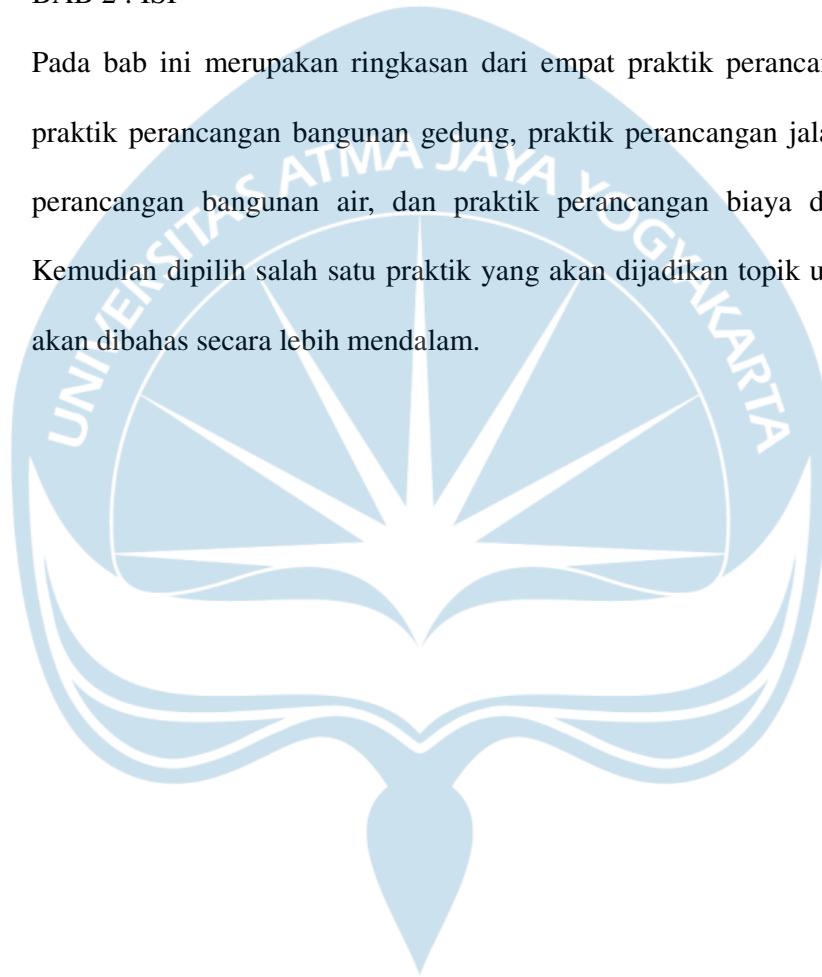 BAB 2 : ISI
Pada bab ini merupakan ringkasan dari empat praktik
praktik perancangan bangunan gedung, praktik perancangan
perancangan bangunan air, dan praktik perancangan biaya
Kemudian dipilih salah satu praktik yang akan dijadikan topik
akan dibahas secara lebih mendalam.
UNIVERSITAS ATMA JAYA YOGYAKARTA